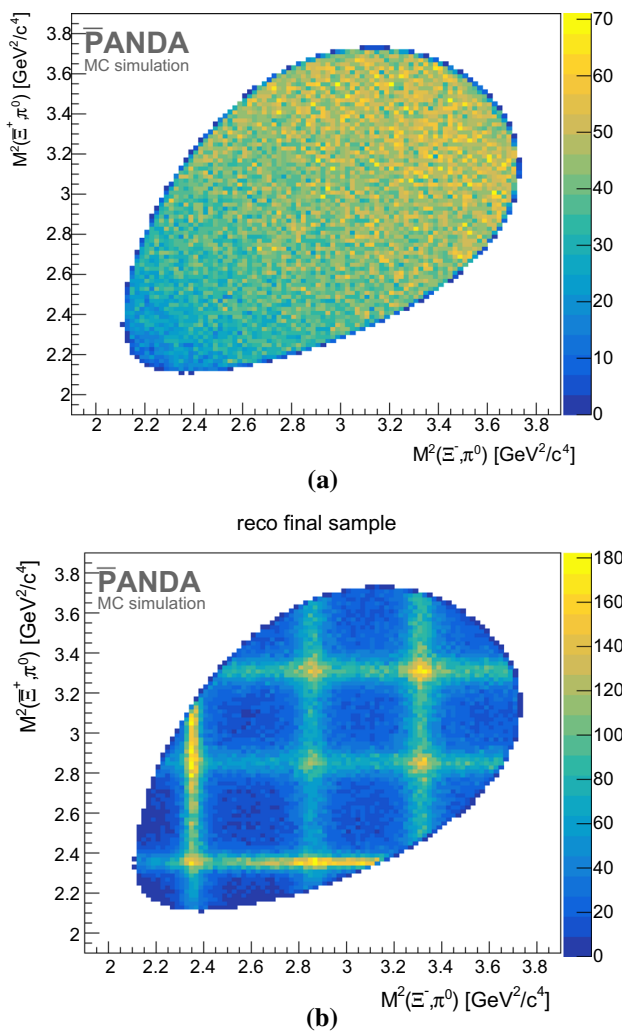 3.8
3.6
3.4
3.2
3
2.8
2.6
2.4
2.2
2
M²(Ξ̅⁺,π⁰) [GeV²/c⁴]
P̅ANDA
MC simulation
70
60
50
40
30
20
10
0
2 2.2 2.4 2.6 2.8 3 3.2 3.4 3.6 3.8
M²(Ξ⁻,π⁰) [GeV²/c⁴]
(a)
reco final sample
3.8
3.6
3.4
3.2
3
2.8
2.6
2.4
2.2
2
M²(Ξ̅⁺,π⁰) [GeV²/c⁴]
P̅ANDA
MC simulation
180
160
140
120
100
80
60
40
20
0
2 2.2 2.4 2.6 2.8 3 3.2 3.4 3.6 3.8
M²(Ξ⁻,π⁰) [GeV²/c⁴]
(b)